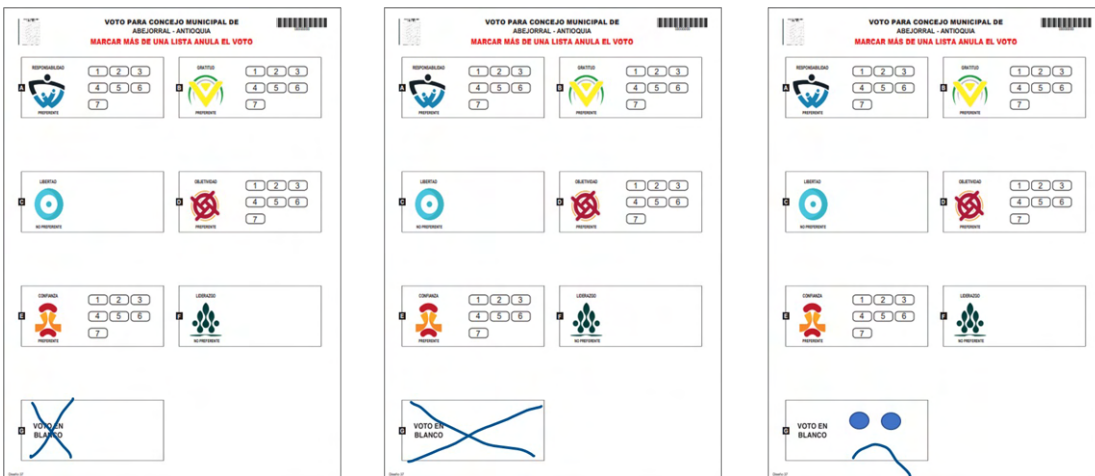 VOTO PARA CONCEJO MUNICIPAL DE
ABEJORRAL - ANTIOQUIA
MARCAR MÁS DE UNA LISTA ANULA EL VOTO
RESPONSABILIDAD
A
1 2 3
4 5 6
7
PREFERENTE
GRATITUD
B
1 2 3
4 5 6
7
PREFERENTE
LIBERTAD
C
NO PREFERENTE
OBJETIVIDAD
D
1 2 3
4 5 6
7
PREFERENTE
CONFIANZA
E
1 2 3
4 5 6
7
PREFERENTE
LIDERAZGO
F
NO PREFERENTE
G
VOTO EN
BLANCO
VOTO PARA CONCEJO MUNICIPAL DE
ABEJORRAL - ANTIOQUIA
MARCAR MÁS DE UNA LISTA ANULA EL VOTO
RESPONSABILIDAD
A
1 2 3
4 5 6
7
PREFERENTE
GRATITUD
B
1 2 3
4 5 6
7
PREFERENTE
LIBERTAD
C
NO PREFERENTE
OBJETIVIDAD
D
1 2 3
4 5 6
7
PREFERENTE
CONFIANZA
E
1 2 3
4 5 6
7
PREFERENTE
LIDERAZGO
F
NO PREFERENTE
G
VOTO EN
BLANCO
VOTO PARA CONCEJO MUNICIPAL DE
ABEJORRAL - ANTIOQUIA
MARCAR MÁS DE UNA LISTA ANULA EL VOTO
RESPONSABILIDAD
A
1 2 3
4 5 6
7
PREFERENTE
GRATITUD
B
1 2 3
4 5 6
7
PREFERENTE
LIBERTAD
C
NO PREFERENTE
OBJETIVIDAD
D
1 2 3
4 5 6
7
PREFERENTE
CONFIANZA
E
1 2 3
4 5 6
7
PREFERENTE
LIDERAZGO
F
NO PREFERENTE
G
VOTO EN
BLANCO